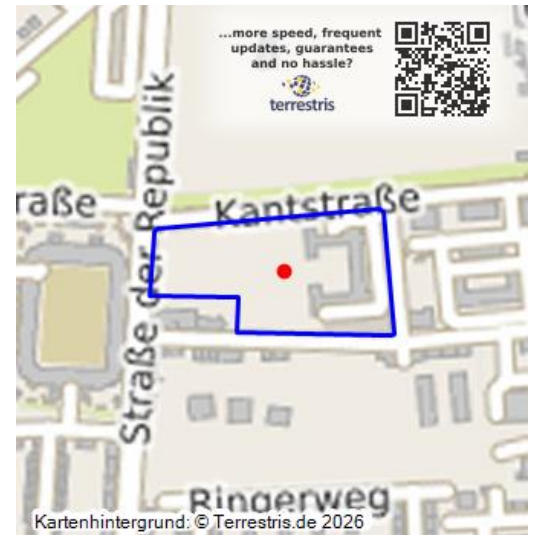 ...more speed, frequent
updates, guarantees
and no hassle?
terrestris
raße
Kantstraße
Straße der Republik
Ringerweg
Kartenhintergrund: © Terrestris.de 2026